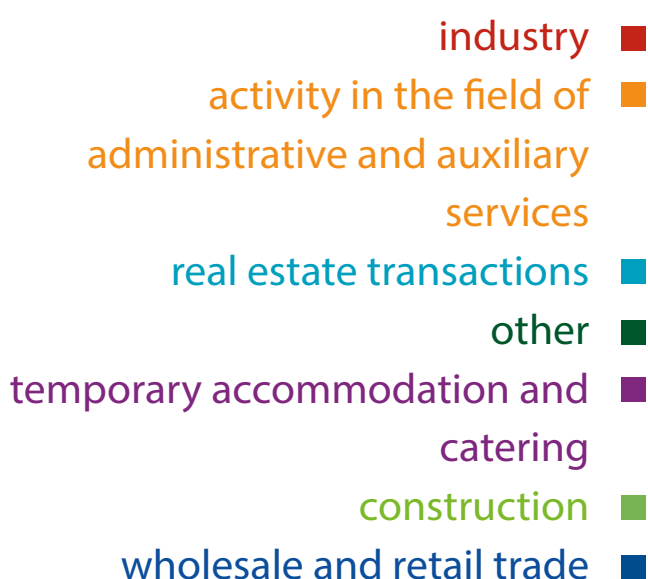 industry
activity in the field of
administrative and auxiliary
services
real estate transactions
other
temporary accommodation and
catering
construction
wholesale and retail trade